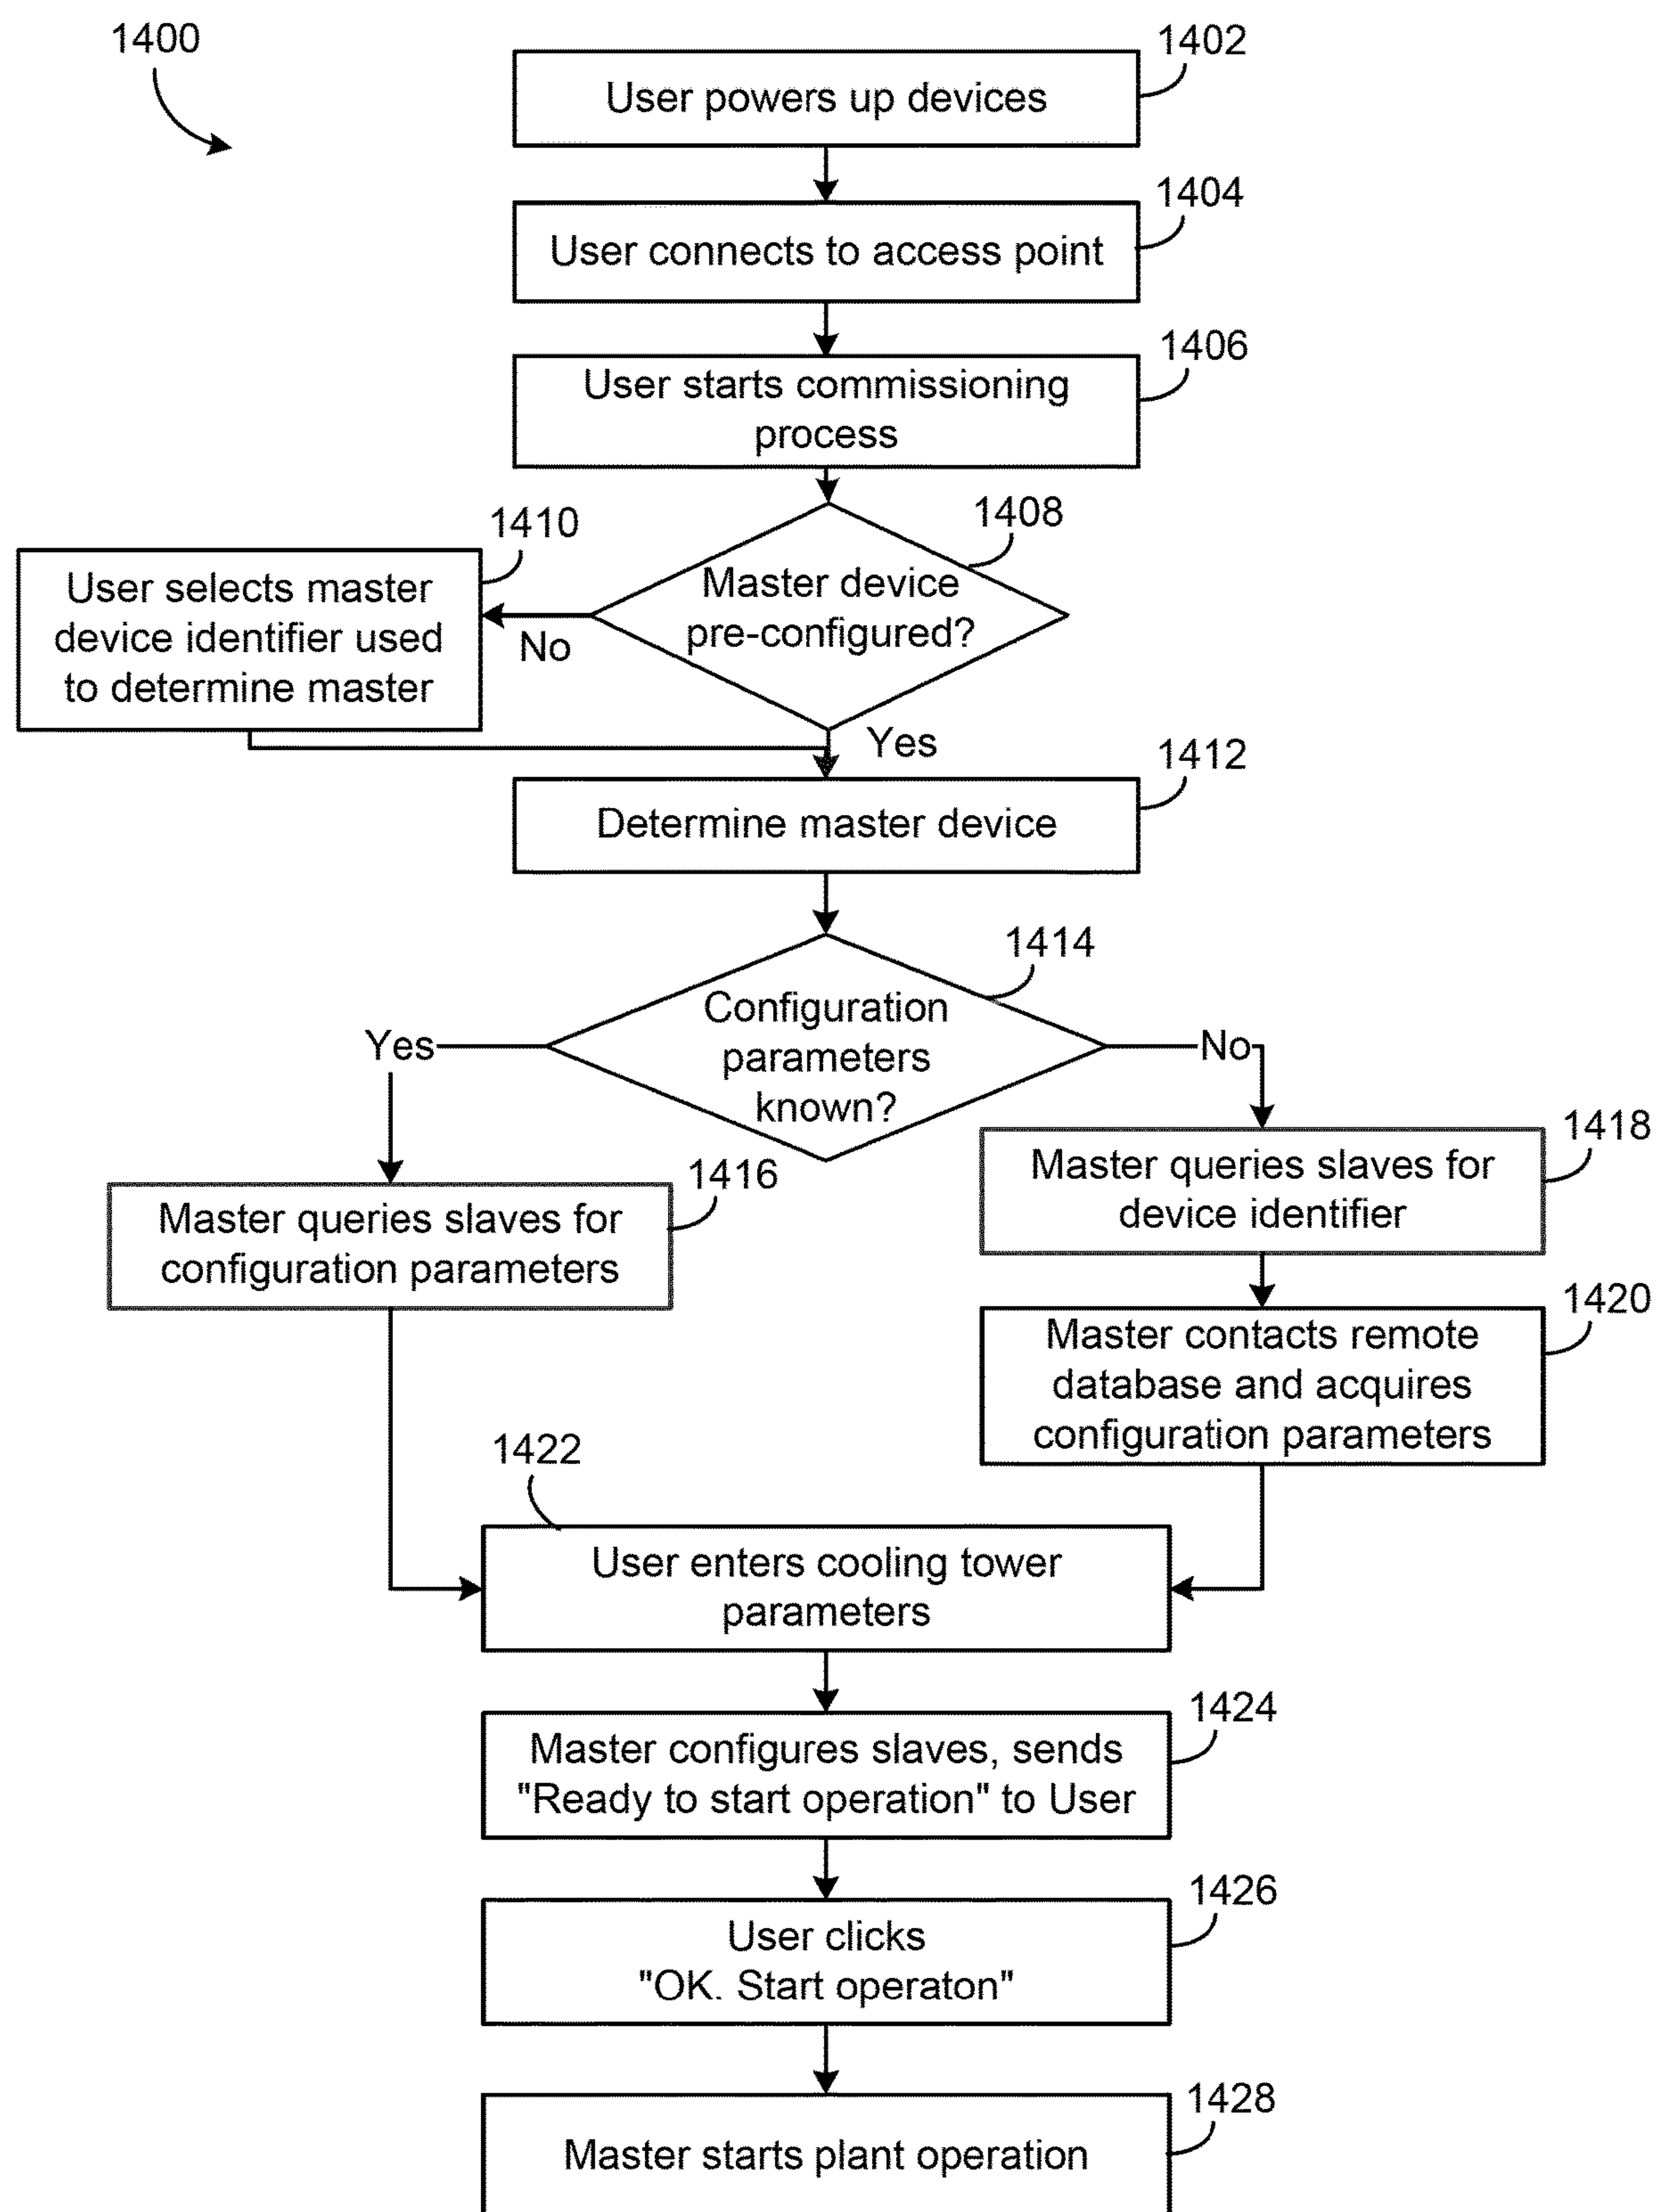 1400
1402
User powers up devices
1404
User connects to access point
1406
User starts commissioning
process
1408
Master device
pre-configured?
1410
User selects master
device identifier used
to determine master
No
Yes
1412
Determine master device
1414
Configuration
parameters
known?
Yes
No
1416
Master queries slaves for
configuration parameters
1418
Master queries slaves for
device identifier
1420
Master contacts remote
database and acquires
configuration parameters
1422
User enters cooling tower
parameters
1424
Master configures slaves, sends
"Ready to start operation" to User
1426
User clicks
"OK. Start operaton"
1428
Master starts plant operation